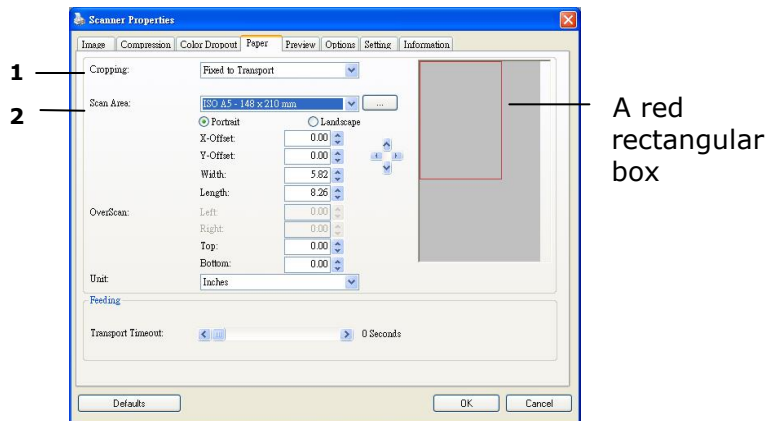 Scanner Properties
Image Compression Color Dropout Paper Preview Options Setting Information
1
Cropping: Fixed to Transport
2
Scan Area: ISO A5 - 148 x 210 mm ...
Portrait Landscape
X-Offset: 0.00
Y-Offset: 0.00
Width: 5.82
Length: 8.26
OverScan: Left: 0.00
Right: 0.00
Top: 0.00
Bottom: 0.00
Unit: Inches
A red
rectangular
box
Feeding
Transport Timeout: 0 Seconds
Defaults OK Cancel